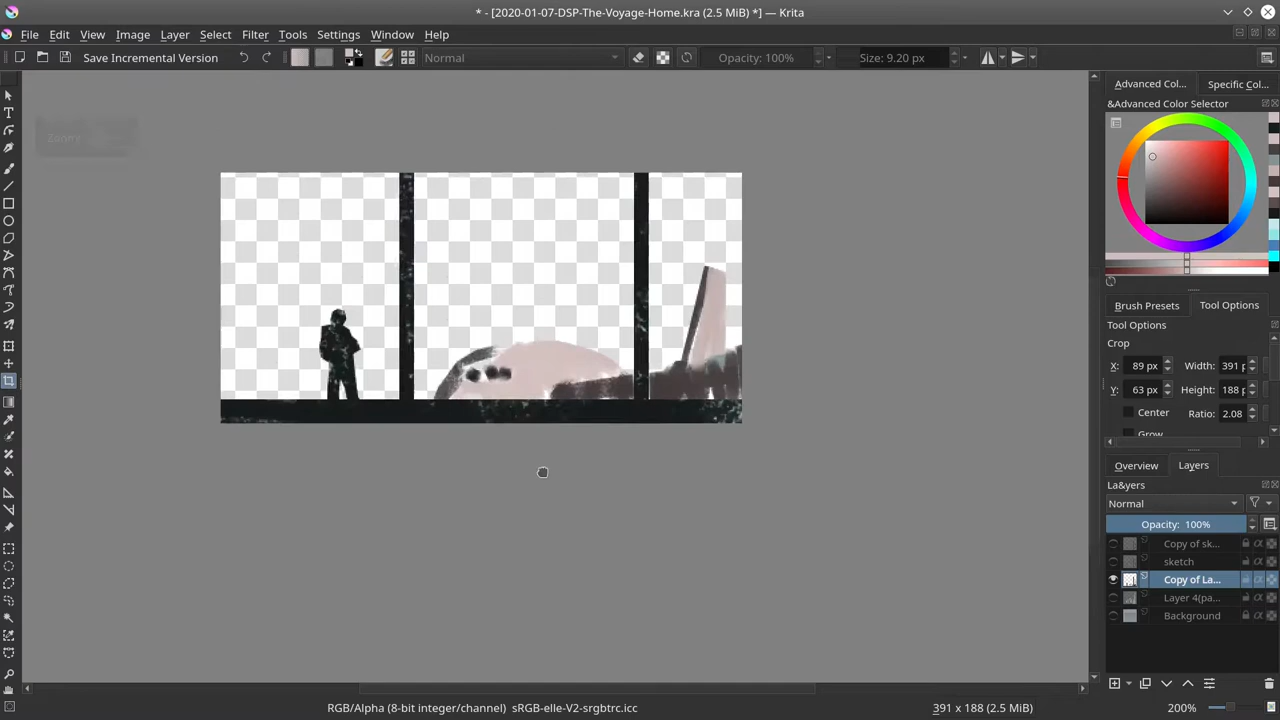 * - [2020-01-07-DSP-The-Voyage-Home.kra (2.5 MiB) *] — Krita
File Edit View Image Layer Select Filter Tools Settings Window Help
Save Incremental Version Normal Opacity: 100% Size: 9.20 px
Advanced Col... Specific Col...
&Advanced Color Selector
Brush Presets Tool Options
Tool Options
Crop
X: 89 px Width: 391 p
Y: 63 px Height: 188 p
Center Ratio: 2.08
Grow
Overview Layers
La&yers
Normal
Opacity: 100%
Copy of sk...
sketch
Copy of La...
Layer 4(pa...
Background
RGB/Alpha (8-bit integer/channel) sRGB-elle-V2-srgbtrc.icc 391 x 188 (2.5 MiB) 200%